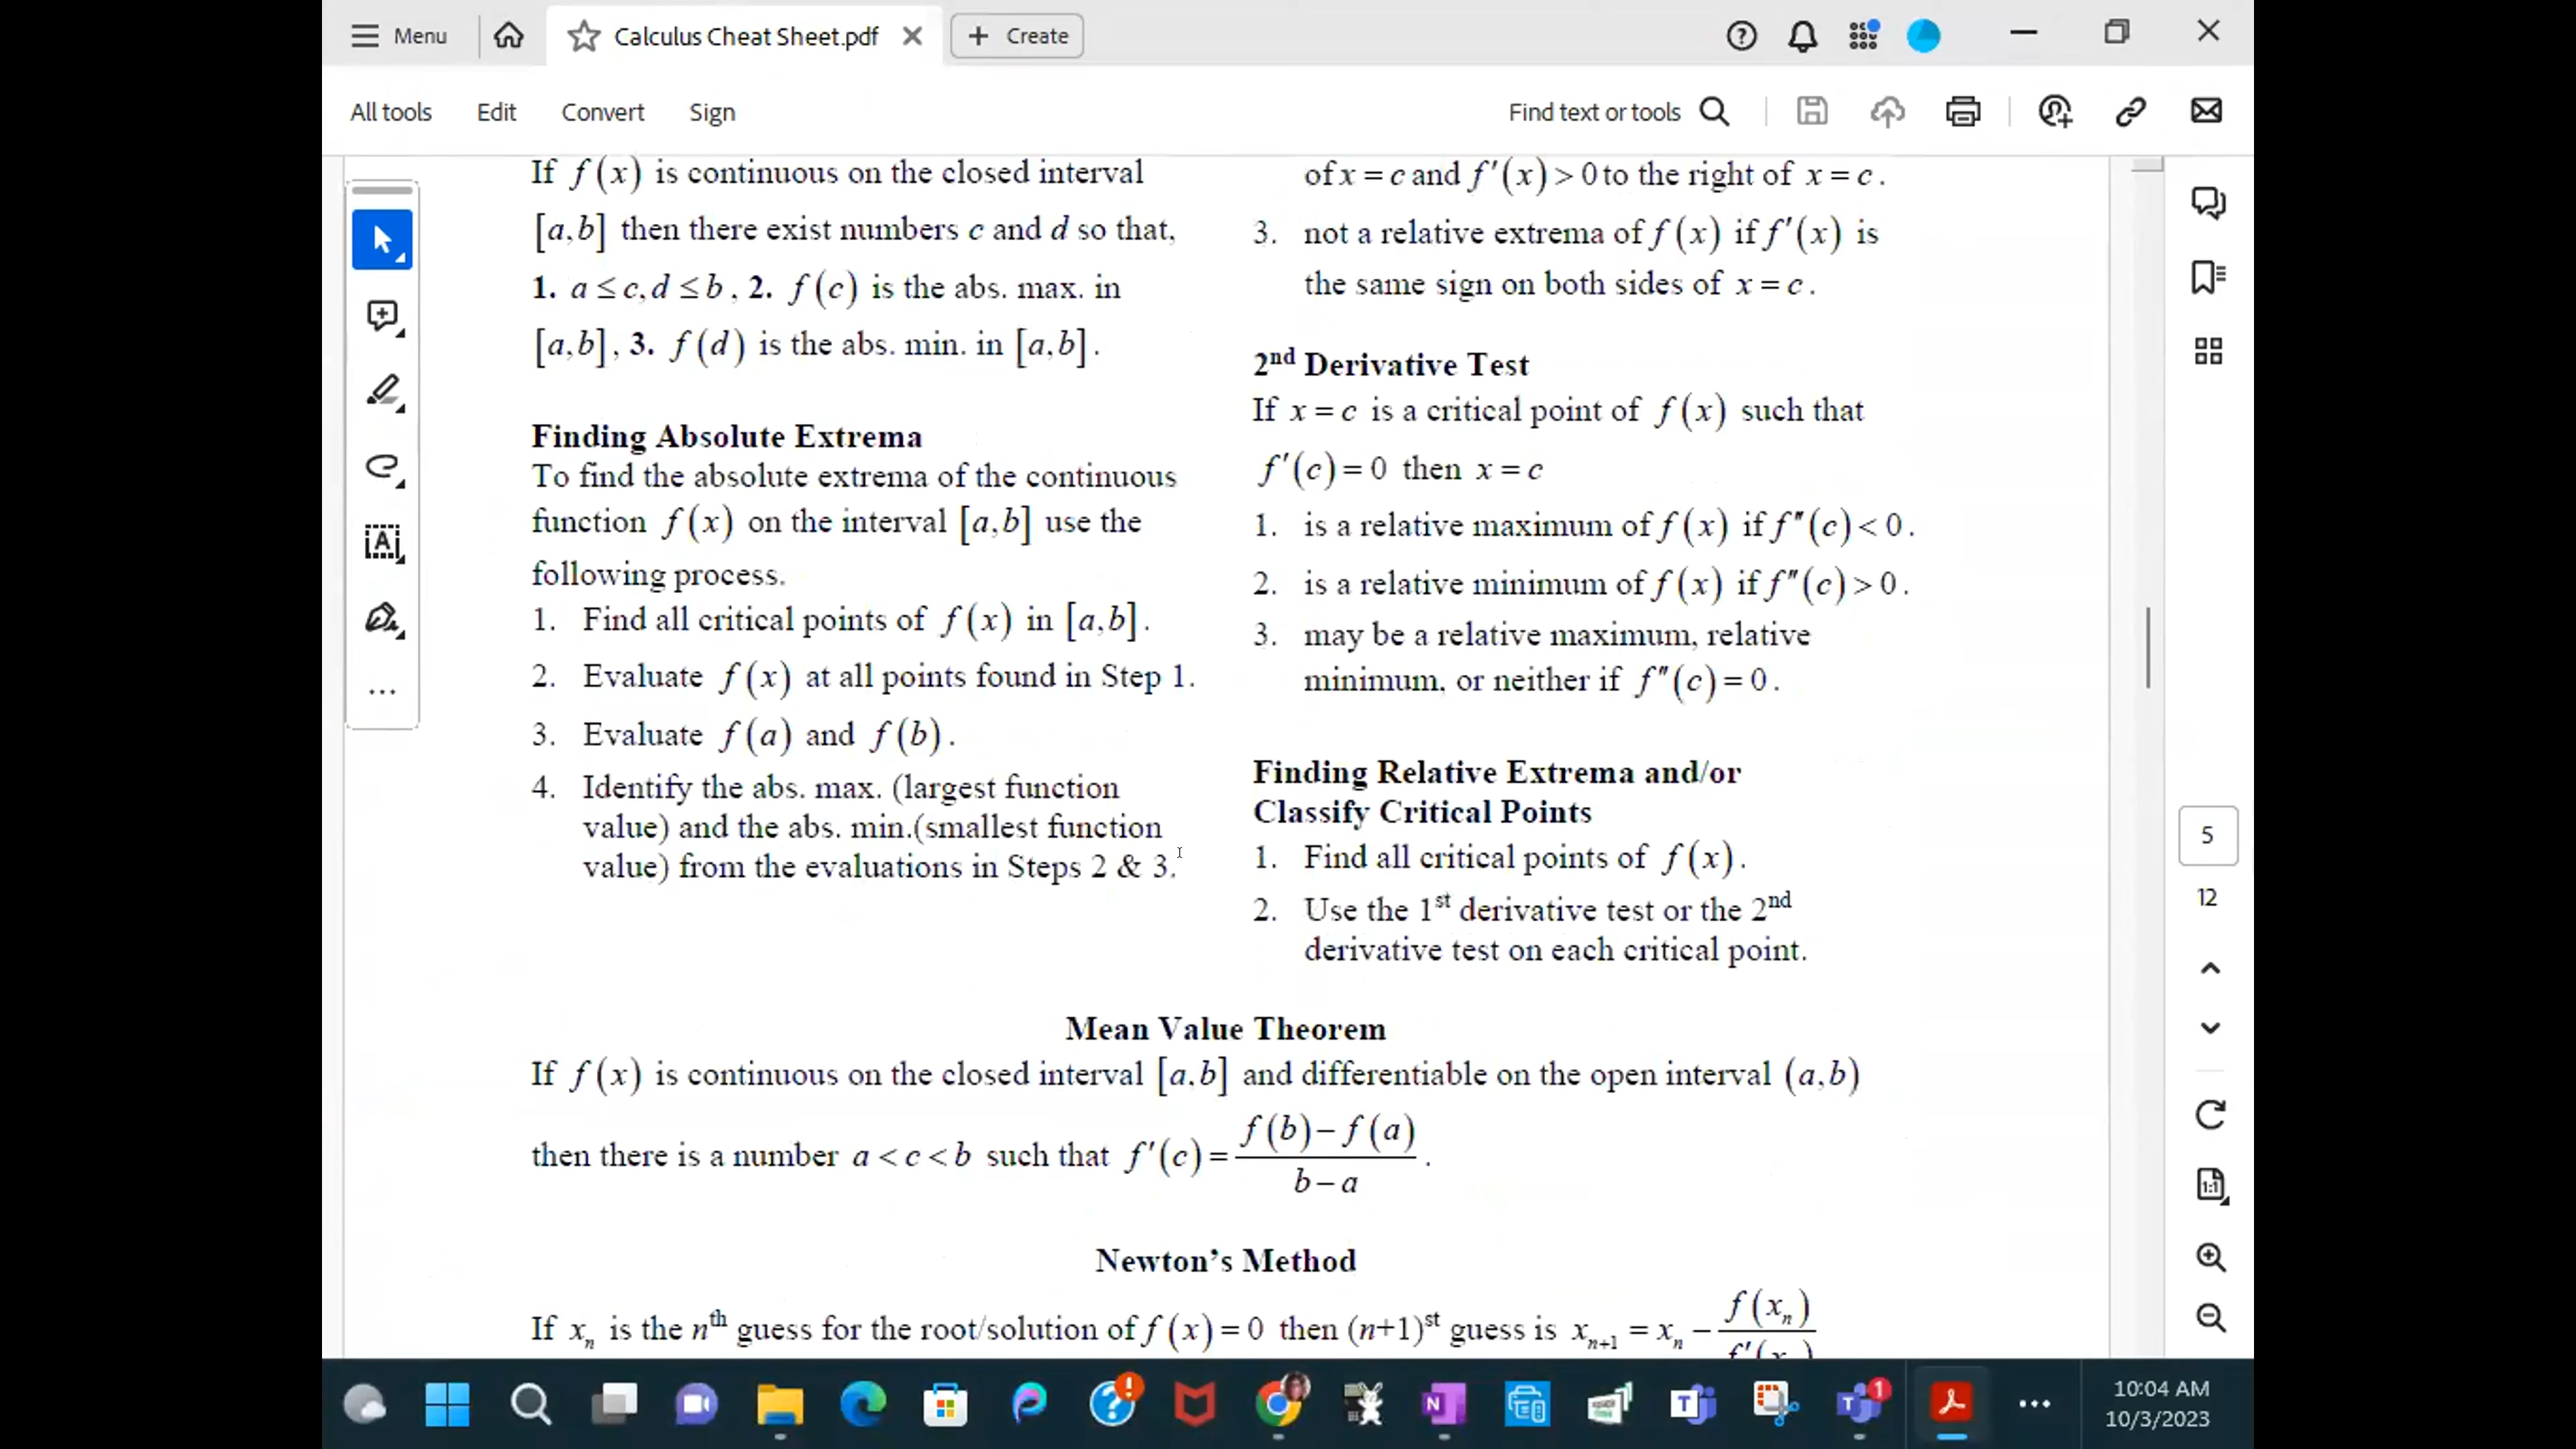 Menu
Calculus Cheat Sheet.pdf
Create
All tools
Edit
Convert
Sign
Find text or tools
If f(x) is continuous on the closed interval
[a,b] then there exist numbers c and d so that,
1. a ≤ c, d ≤ b, 2. f(c) is the abs. max. in
[a,b], 3. f(d) is the abs. min. in [a,b].
Finding Absolute Extrema
To find the absolute extrema of the continuous
function f(x) on the interval [a,b] use the
following process.
1. Find all critical points of f(x) in [a,b].
2. Evaluate f(x) at all points found in Step 1.
3. Evaluate f(a) and f(b).
4. Identify the abs. max. (largest function
value) and the abs. min.(smallest function
value) from the evaluations in Steps 2 & 3.
of x = c and f'(x) > 0 to the right of x = c.
3. not a relative extrema of f(x) if f'(x) is
the same sign on both sides of x = c.
2nd Derivative Test
If x = c is a critical point of f(x) such that
f'(c) = 0 then x = c
1. is a relative maximum of f(x) if f''(c) < 0.
2. is a relative minimum of f(x) if f''(c) > 0.
3. may be a relative maximum, relative
minimum, or neither if f''(c) = 0.
Finding Relative Extrema and/or
Classify Critical Points
1. Find all critical points of f(x).
2. Use the 1st derivative test or the 2nd
derivative test on each critical point.
Mean Value Theorem
If f(x) is continuous on the closed interval [a,b] and differentiable on the open interval (a,b)
then there is a number a < c < b such that f'(c) = (f(b) − f(a)) / (b − a).
Newton's Method
If xn is the nth guess for the root/solution of f(x) = 0 then (n+1)st guess is xn+1 = xn − f(xn) / f'(xn)
5
12
1:1
10:04 AM
10/3/2023